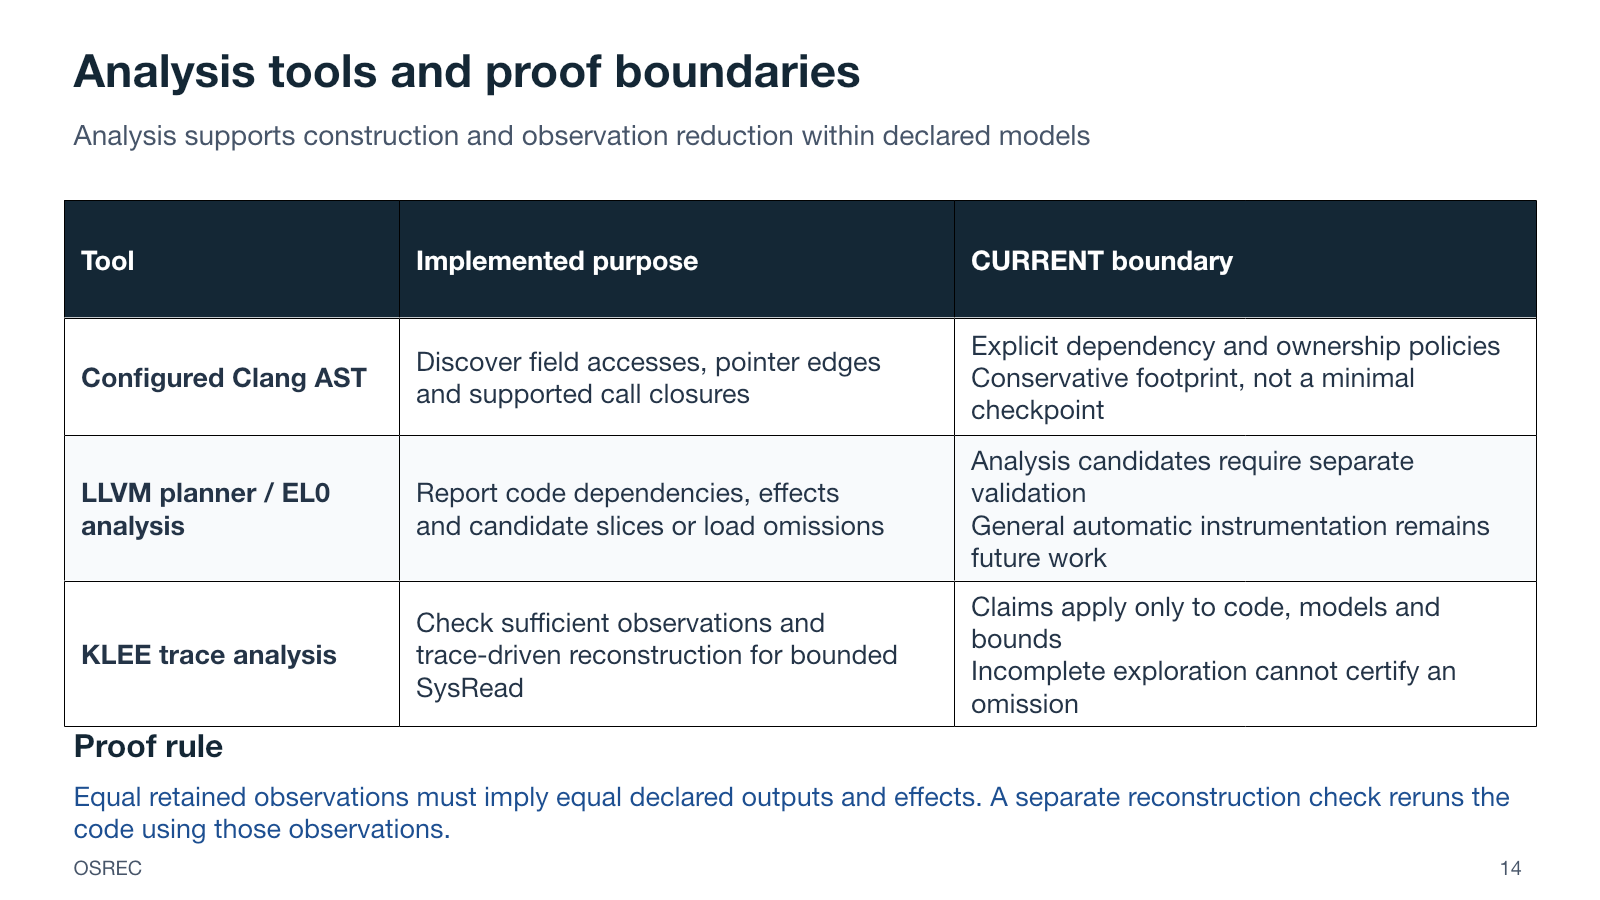 Analysis tools and proof boundaries
Analysis supports construction and observation reduction within declared models
Tool
Implemented purpose
CURRENT boundary
Configured Clang AST
Discover field accesses, pointer edges
and supported call closures
Explicit dependency and ownership policies
Conservative footprint, not a minimal
checkpoint
LLVM planner / EL0
analysis
Report code dependencies, effects
and candidate slices or load omissions
Analysis candidates require separate
validation
General automatic instrumentation remains
future work
KLEE trace analysis
Check sufficient observations and
trace-driven reconstruction for bounded
SysRead
Claims apply only to code, models and
bounds
Incomplete exploration cannot certify an
omission
Proof rule
Equal retained observations must imply equal declared outputs and effects. A separate reconstruction check reruns the
code using those observations.
OSREC
14